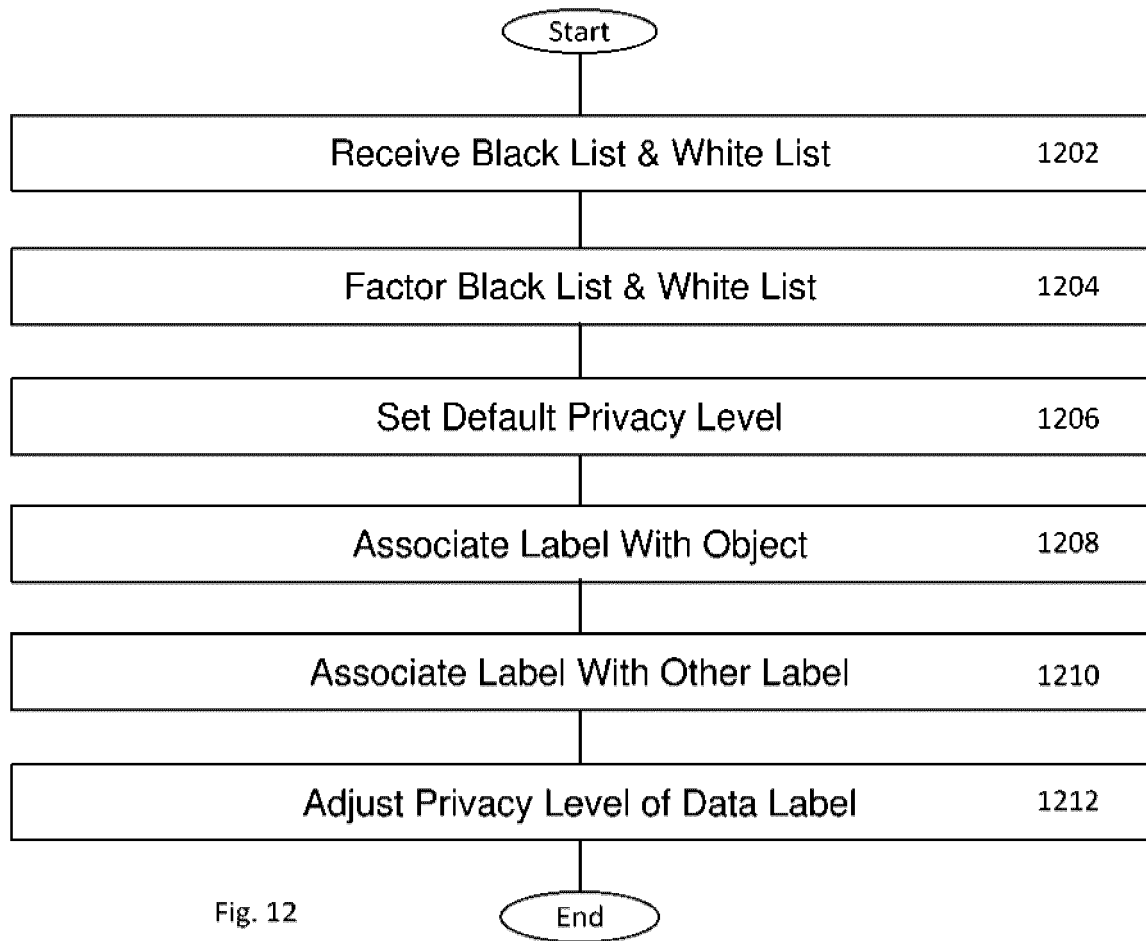 Start
Receive Black List & White List 1202
Factor Black List & White List 1204
Set Default Privacy Level 1206
Associate Label With Object 1208
Associate Label With Other Label 1210
Adjust Privacy Level of Data Label 1212
Fig. 12
End